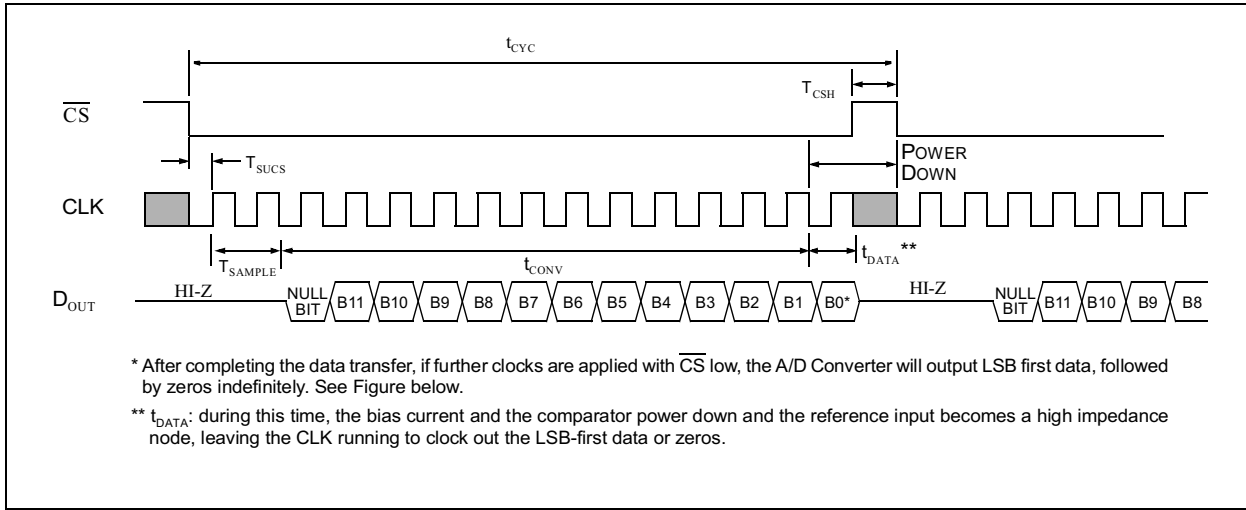 tCYC
TCSH
CS
TSUCS
POWER
DOWN
CLK
TSAMPLE
tCONV
tDATA**
DOUT
HI-Z
NULL
BIT
B11 B10 B9 B8 B7 B6 B5 B4 B3 B2 B1 B0*
HI-Z
NULL
BIT
B11 B10 B9 B8
* After completing the data transfer, if further clocks are applied with CS low, the A/D Converter will output LSB first data, followed
by zeros indefinitely. See Figure below.
** tDATA: during this time, the bias current and the comparator power down and the reference input becomes a high impedance
node, leaving the CLK running to clock out the LSB-first data or zeros.